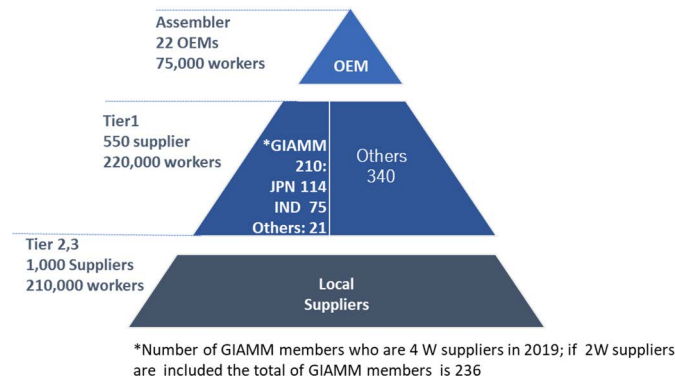 Assembler
22 OEMs
75,000 workers
OEM
Tier1
550 supplier
220,000 workers
*GIAMM
210:
JPN 114
IND 75
Others: 21
Others
340
Tier 2,3
1,000 Suppliers
210,000 workers
Local
Suppliers
*Number of GIAMM members who are 4 W suppliers in 2019; if 2W suppliers
are included the total of GIAMM members is 236